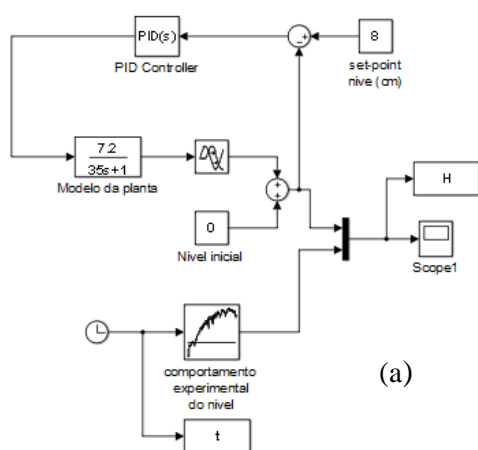 PID(s)
PID Controller
8
set-point
nive (cm)
7.2
35s+1
Modelo da planta
0
Nivel inicial
H
Scope1
comportamento
experimental
do nivel
(a)
t